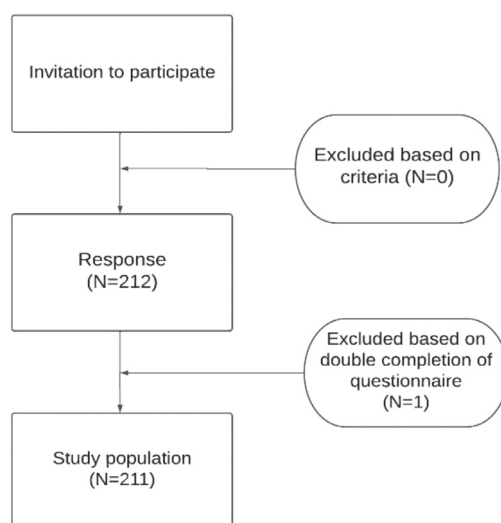 Invitation to participate
Excluded based on
criteria (N=0)
Response
(N=212)
Excluded based on
double completion of
questionnaire
(N=1)
Study population
(N=211)